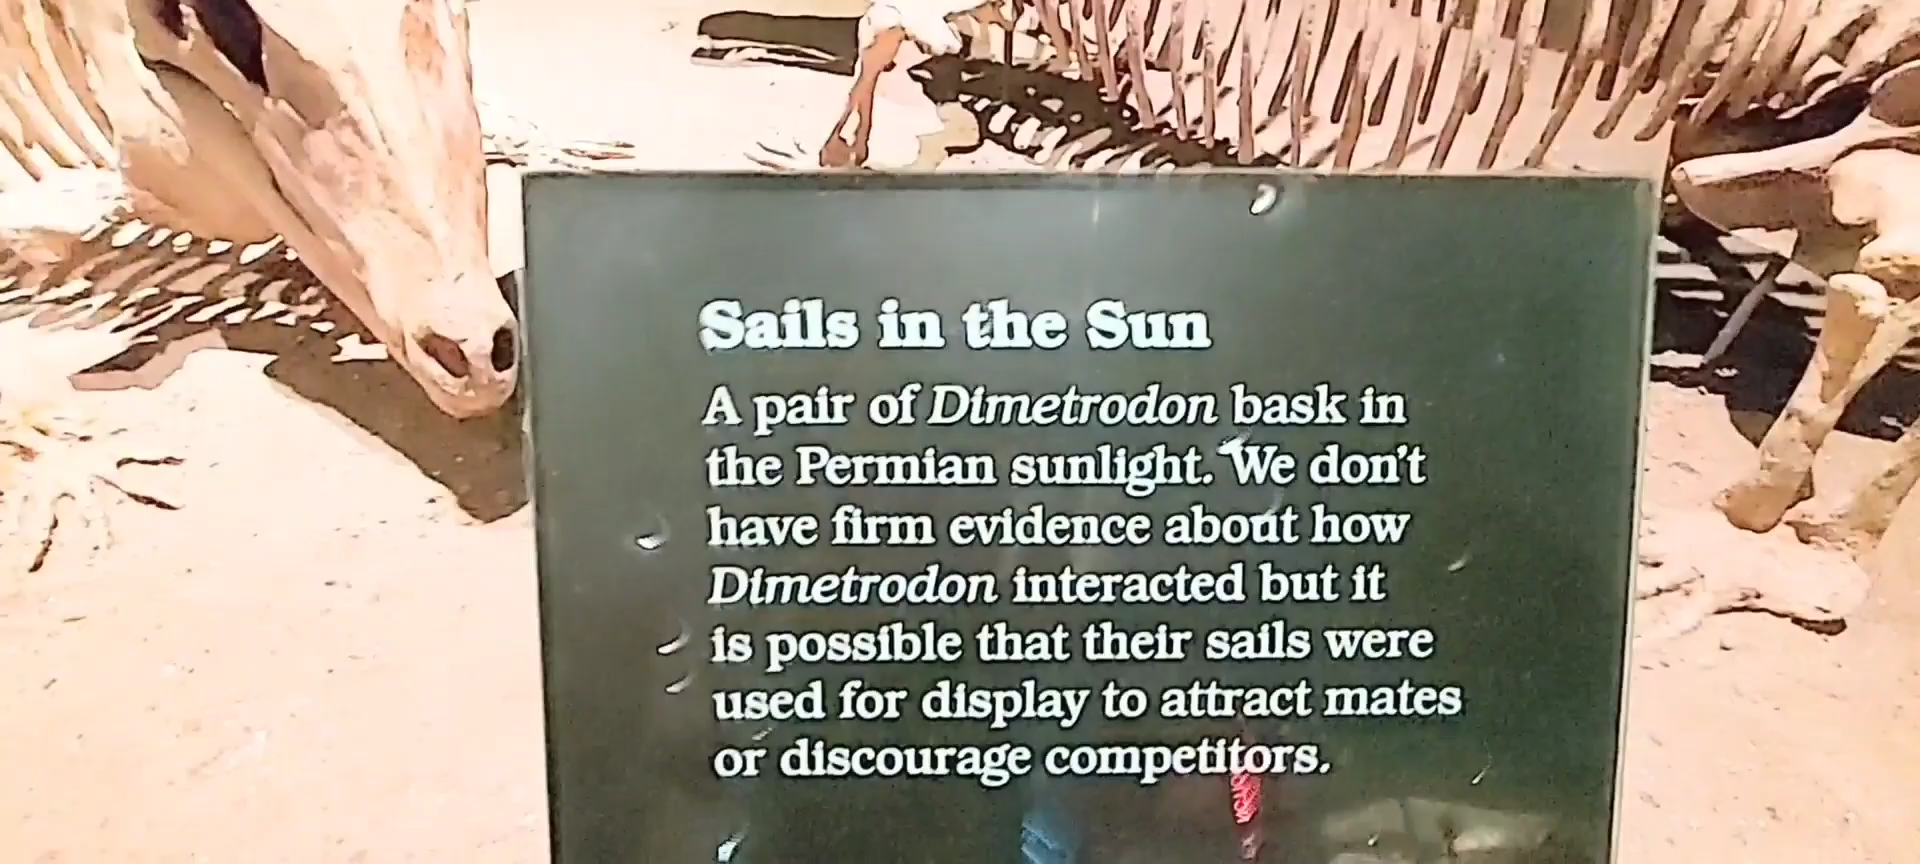 Sails in the Sun
A pair of Dimetrodon bask in
the Permian sunlight. We don't
have firm evidence about how
Dimetrodon interacted but it
is possible that their sails were
used for display to attract mates
or discourage competitors.